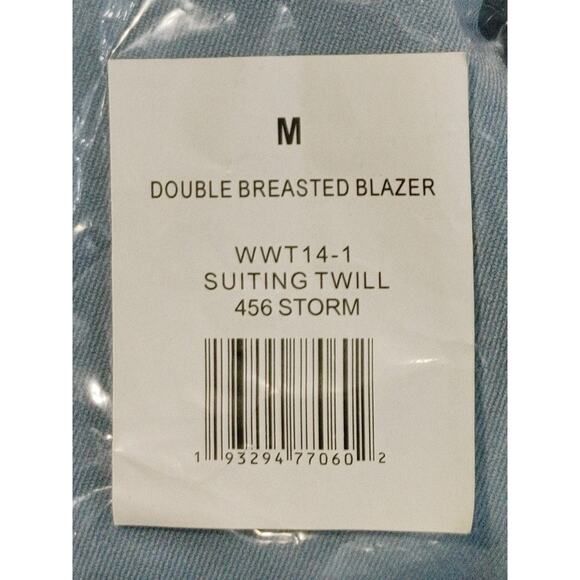 M
DOUBLE BREASTED BLAZER
WWT14-1
SUITING TWILL
456 STORM
1 93294 77060 2